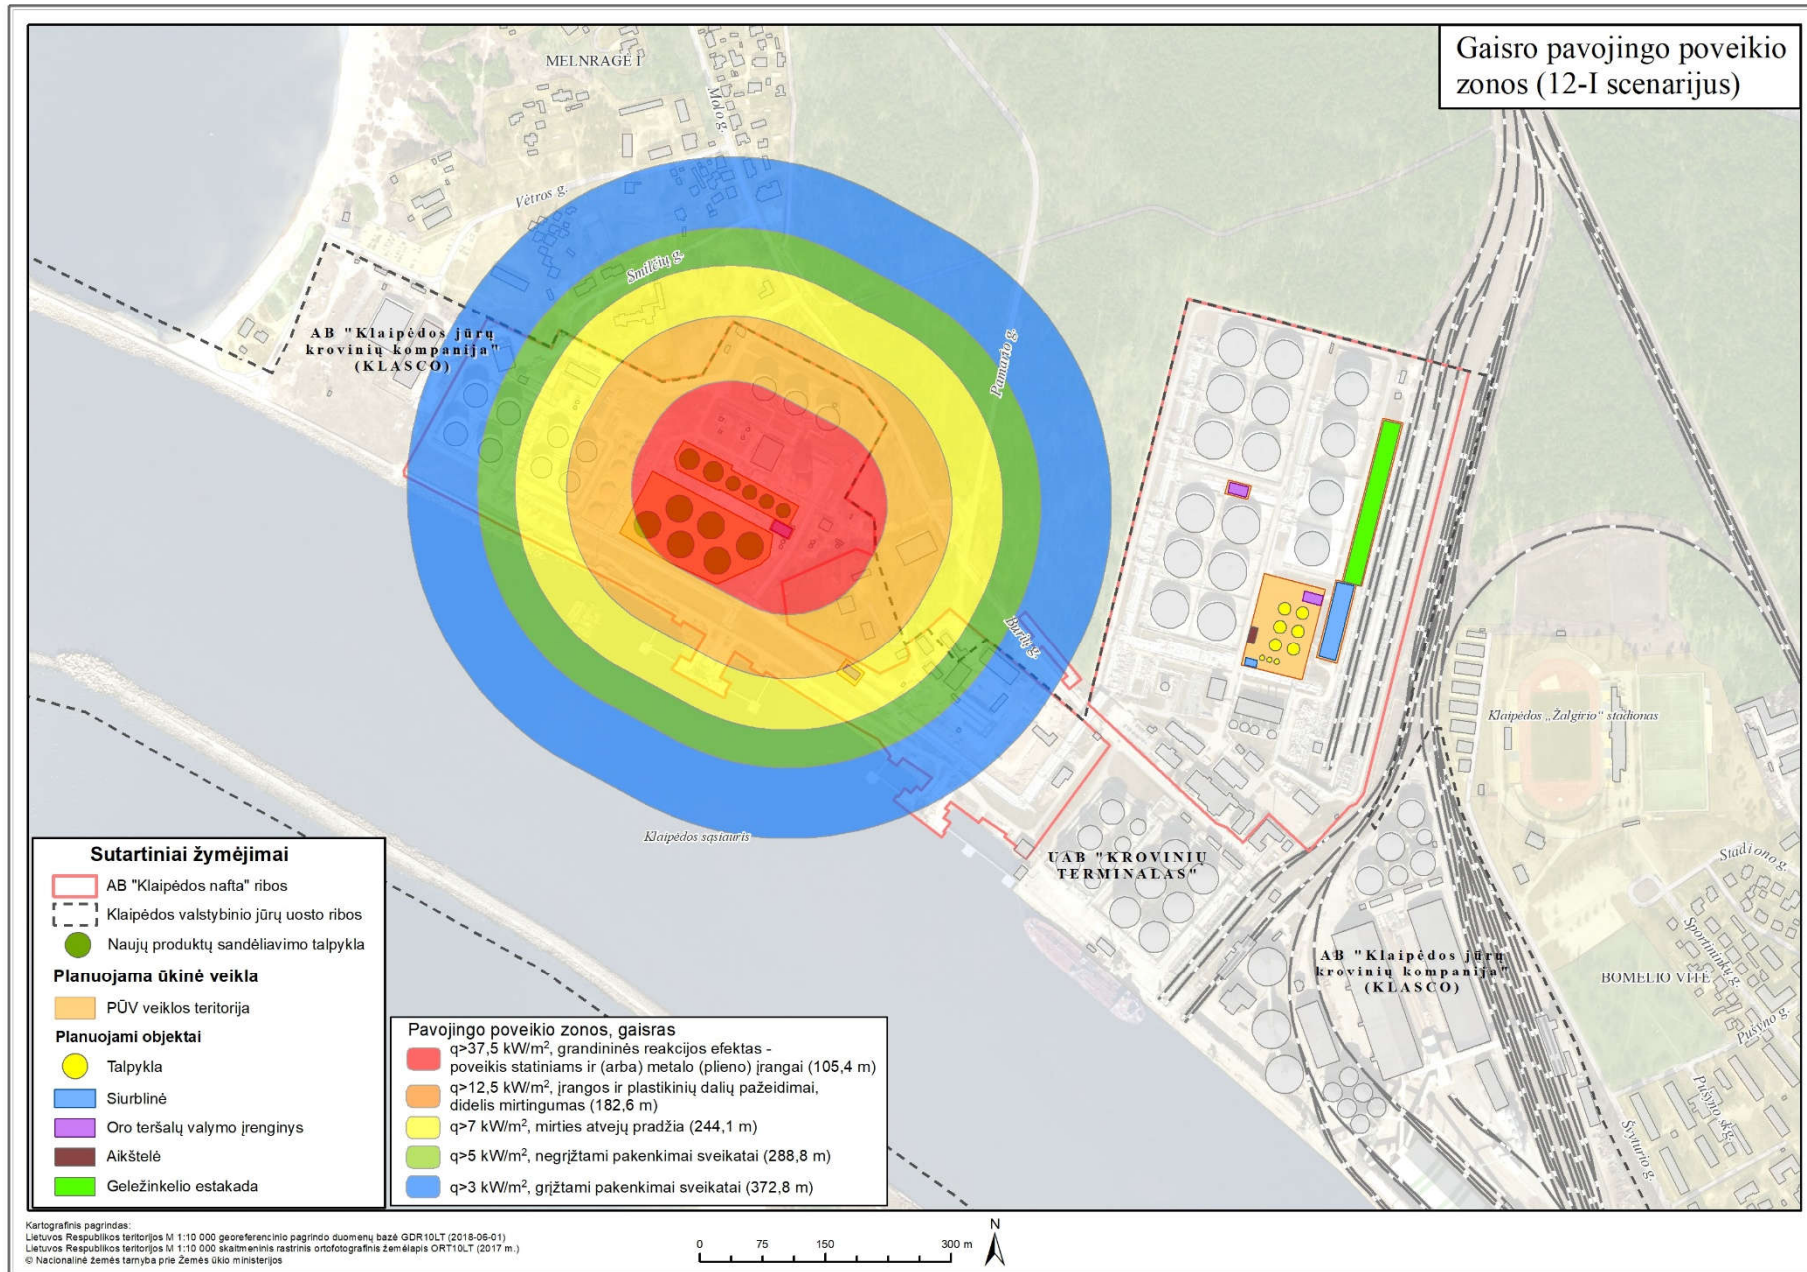 Gaisro pavojingo poveikio
zonos (12-I scenarijus)
MELNRAGĖ I
Molo g.
Vėtros g.
Smilčių g.
Pamario g.
AB "Klaipėdos jūrų
krovinių kompanija"
(KLASCO)
Burių g.
Klaipėdos „Žalgirio“ stadionas
Klaipėdos sąsiauris
UAB "KROVINIŲ
TERMINALAS"
Stadiono g.
Sportininkų g.
AB "Klaipėdos jūrų
krovinių kompanija"
(KLASCO)
BOMELIO VITĖ
Pušyno g.
Pušyno skg.
Švyturio g.
Sutartiniai žymėjimai
AB "Klaipėdos nafta" ribos
Klaipėdos valstybinio jūrų uosto ribos
Naujų produktų sandėliavimo talpykla
Planuojama ūkinė veikla
PŪV veiklos teritorija
Planuojami objektai
Talpykla
Siurblinė
Oro teršalų valymo įrenginys
Aikštelė
Geležinkelio estakada
Pavojingo poveikio zonos, gaisras
q>37,5 kW/m², grandininės reakcijos efektas -
poveikis statiniams ir (arba) metalo (plieno) įrangai (105,4 m)
q>12,5 kW/m², įrangos ir plastikinių dalių pažeidimai,
didelis mirtingumas (182,6 m)
q>7 kW/m², mirties atvejų pradžia (244,1 m)
q>5 kW/m², negrįžtami pakenkimai sveikatai (288,8 m)
q>3 kW/m², grįžtami pakenkimai sveikatai (372,8 m)
Kartografinis pagrindas:
Lietuvos Respublikos teritorijos M 1:10 000 georeferencinio pagrindo duomenų bazė GDR10LT (2018-06-01)
Lietuvos Respublikos teritorijos M 1:10 000 skaitmeninis rastrinis ortofotografinis žemėlapis ORT10LT (2017 m.)
© Nacionalinė žemės tarnyba prie Žemės ūkio ministerijos
0 75 150 300 m
N